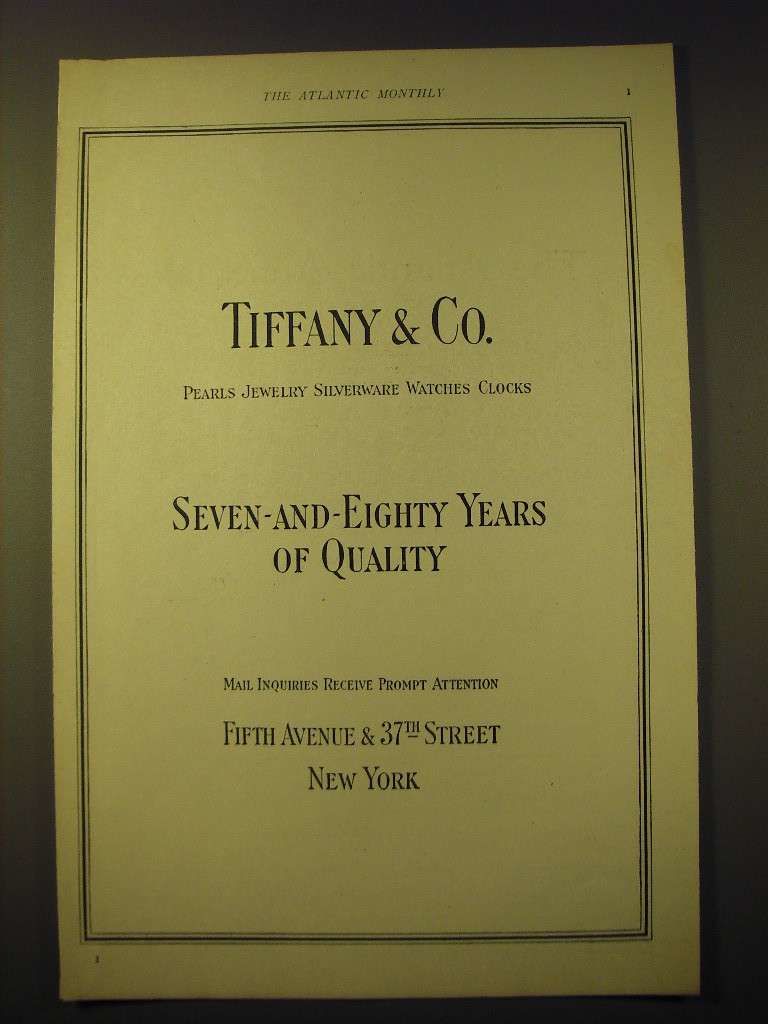 THE ATLANTIC MONTHLY 1
TIFFANY & CO.
PEARLS JEWELRY SILVERWARE WATCHES CLOCKS
SEVEN-AND-EIGHTY YEARS
OF QUALITY
MAIL INQUIRIES RECEIVE PROMPT ATTENTION
FIFTH AVENUE & 37TH STREET
NEW YORK
1